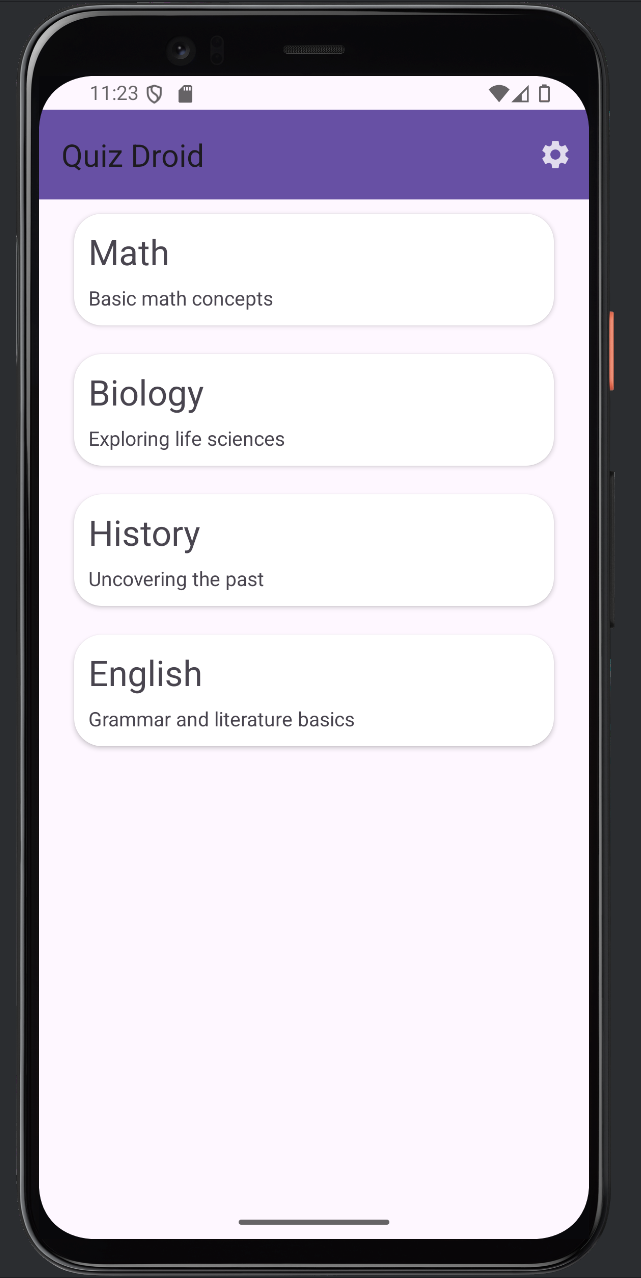 11:23
Quiz Droid
Math
Basic math concepts
Biology
Exploring life sciences
History
Uncovering the past
English
Grammar and literature basics